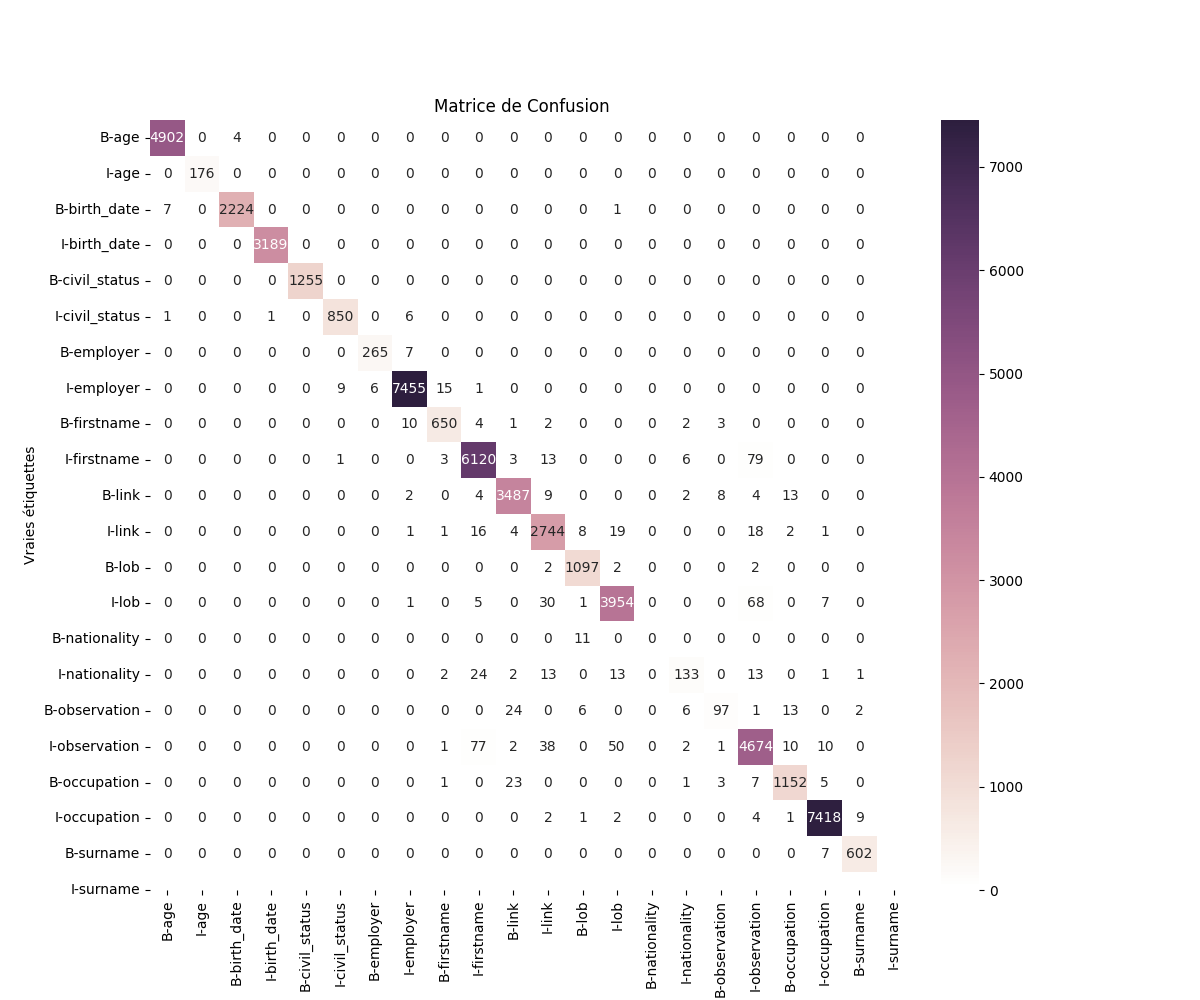 Matrice de Confusion
B-age 4902 0 4 0 0 0 0 0 0 0 0 0 0 0 0 0 0 0 0 0 0
I-age 0 176 0 0 0 0 0 0 0 0 0 0 0 0 0 0 0 0 0 0 0
B-birth_date 7 0 2224 0 0 0 0 0 0 0 0 0 0 1 0 0 0 0 0 0 0
I-birth_date 0 0 0 3189 0 0 0 0 0 0 0 0 0 0 0 0 0 0 0 0 0
B-civil_status 0 0 0 0 1255 0 0 0 0 0 0 0 0 0 0 0 0 0 0 0 0
I-civil_status 1 0 0 1 0 850 0 6 0 0 0 0 0 0 0 0 0 0 0 0 0
B-employer 0 0 0 0 0 0 265 7 0 0 0 0 0 0 0 0 0 0 0 0 0
I-employer 0 0 0 0 0 9 6 7455 15 1 0 0 0 0 0 0 0 0 0 0 0
B-firstname 0 0 0 0 0 0 0 10 650 4 1 2 0 0 0 2 3 0 0 0 0
I-firstname 0 0 0 0 0 1 0 0 3 6120 3 13 0 0 0 6 0 79 0 0 0
B-link 0 0 0 0 0 0 0 2 0 4 3487 9 0 0 0 2 8 4 13 0 0
I-link 0 0 0 0 0 0 0 1 1 16 4 2744 8 19 0 0 0 18 2 1 0
B-lob 0 0 0 0 0 0 0 0 0 0 0 2 1097 2 0 0 0 2 0 0 0
I-lob 0 0 0 0 0 0 0 1 0 5 0 30 1 3954 0 0 0 68 0 7 0
B-nationality 0 0 0 0 0 0 0 0 0 0 0 0 11 0 0 0 0 0 0 0 0
I-nationality 0 0 0 0 0 0 0 0 2 24 2 13 0 13 0 133 0 13 0 1 1
B-observation 0 0 0 0 0 0 0 0 0 0 24 0 6 0 0 6 97 1 13 0 2
I-observation 0 0 0 0 0 0 0 0 1 77 2 38 0 50 0 2 1 4674 10 10 0
B-occupation 0 0 0 0 0 0 0 0 1 0 23 0 0 0 0 1 3 7 1152 5 0
I-occupation 0 0 0 0 0 0 0 0 0 0 0 2 1 2 0 0 0 4 1 7418 9
B-surname 0 0 0 0 0 0 0 0 0 0 0 0 0 0 0 0 0 0 0 7 602
I-surname
Vraies étiquettes
B-age I-age B-birth_date I-birth_date B-civil_status I-civil_status B-employer I-employer B-firstname I-firstname B-link I-link B-lob I-lob B-nationality I-nationality B-observation I-observation B-occupation I-occupation B-surname I-surname
7000
6000
5000
4000
3000
2000
1000
0